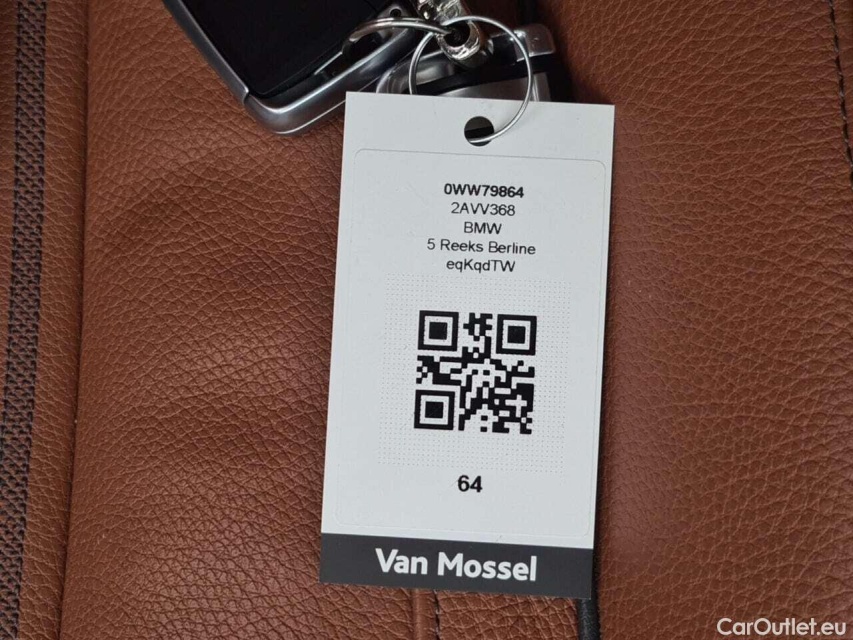 0WW79864
2AVV368
BMW
5 Reeks Berline
eqKqdTW
64
Van Mossel
CarOutlet.eu